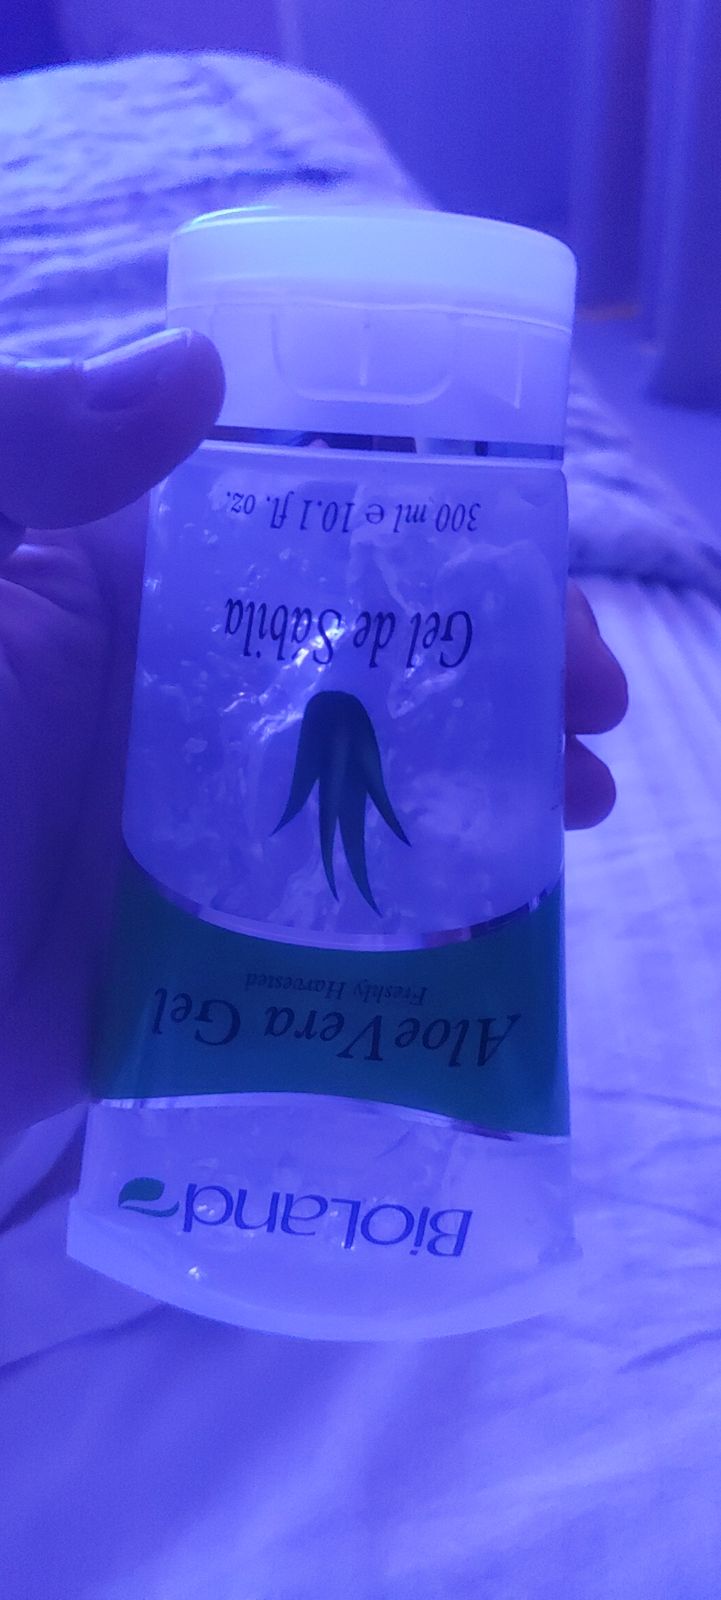 BioLand
Aloe Vera Gel
Freshly Harvested
Gel de Sábila
300 ml e 10.1 fl. oz.